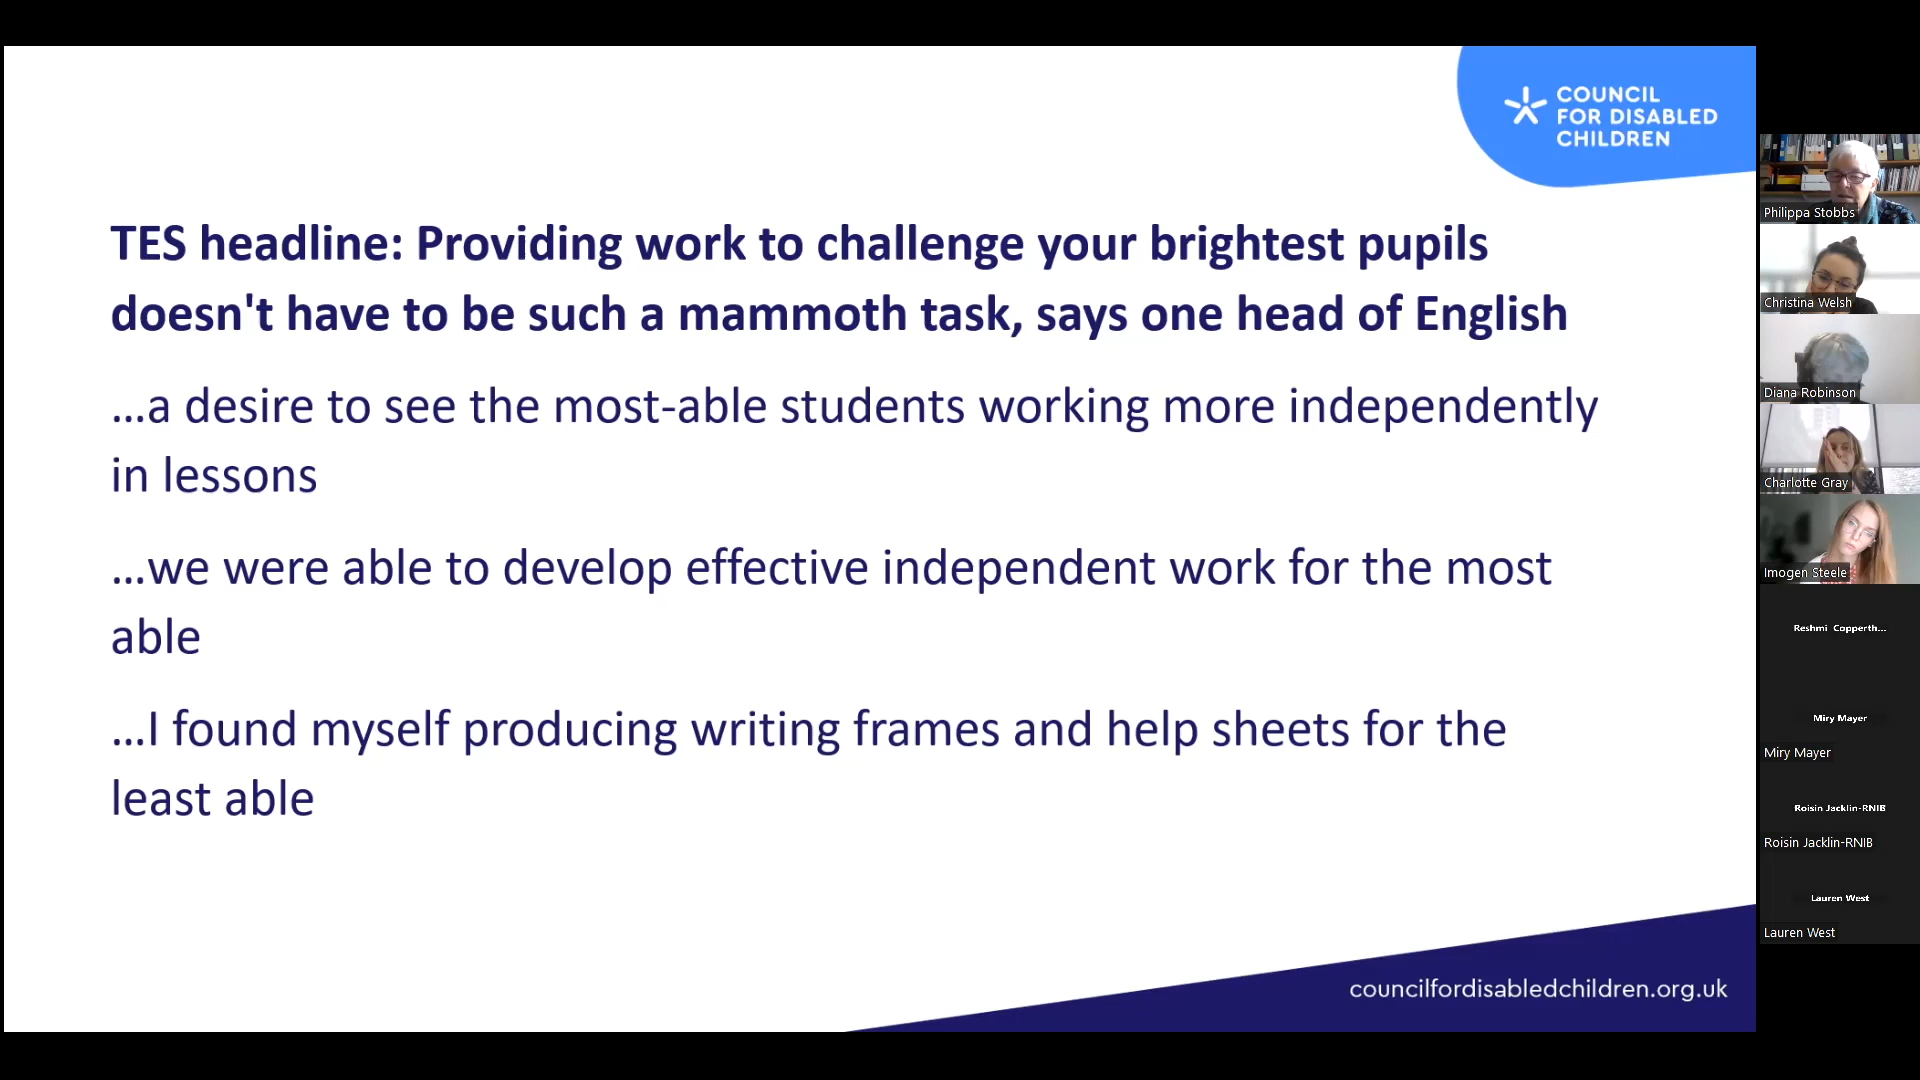 COUNCIL
FOR DISABLED
CHILDREN
TES headline: Providing work to challenge your brightest pupils
doesn't have to be such a mammoth task, says one head of English
...a desire to see the most-able students working more independently
in lessons
...we were able to develop effective independent work for the most
able
...I found myself producing writing frames and help sheets for the
least able
councilfordisabledchildren.org.uk
Philippa Stobbs
Christina Welsh
Diana Robinson
Charlotte Gray
Imogen Steele
Reshmi Copperth...
Miry Mayer
Miry Mayer
Roisin Jacklin-RNIB
Roisin Jacklin-RNIB
Lauren West
Lauren West